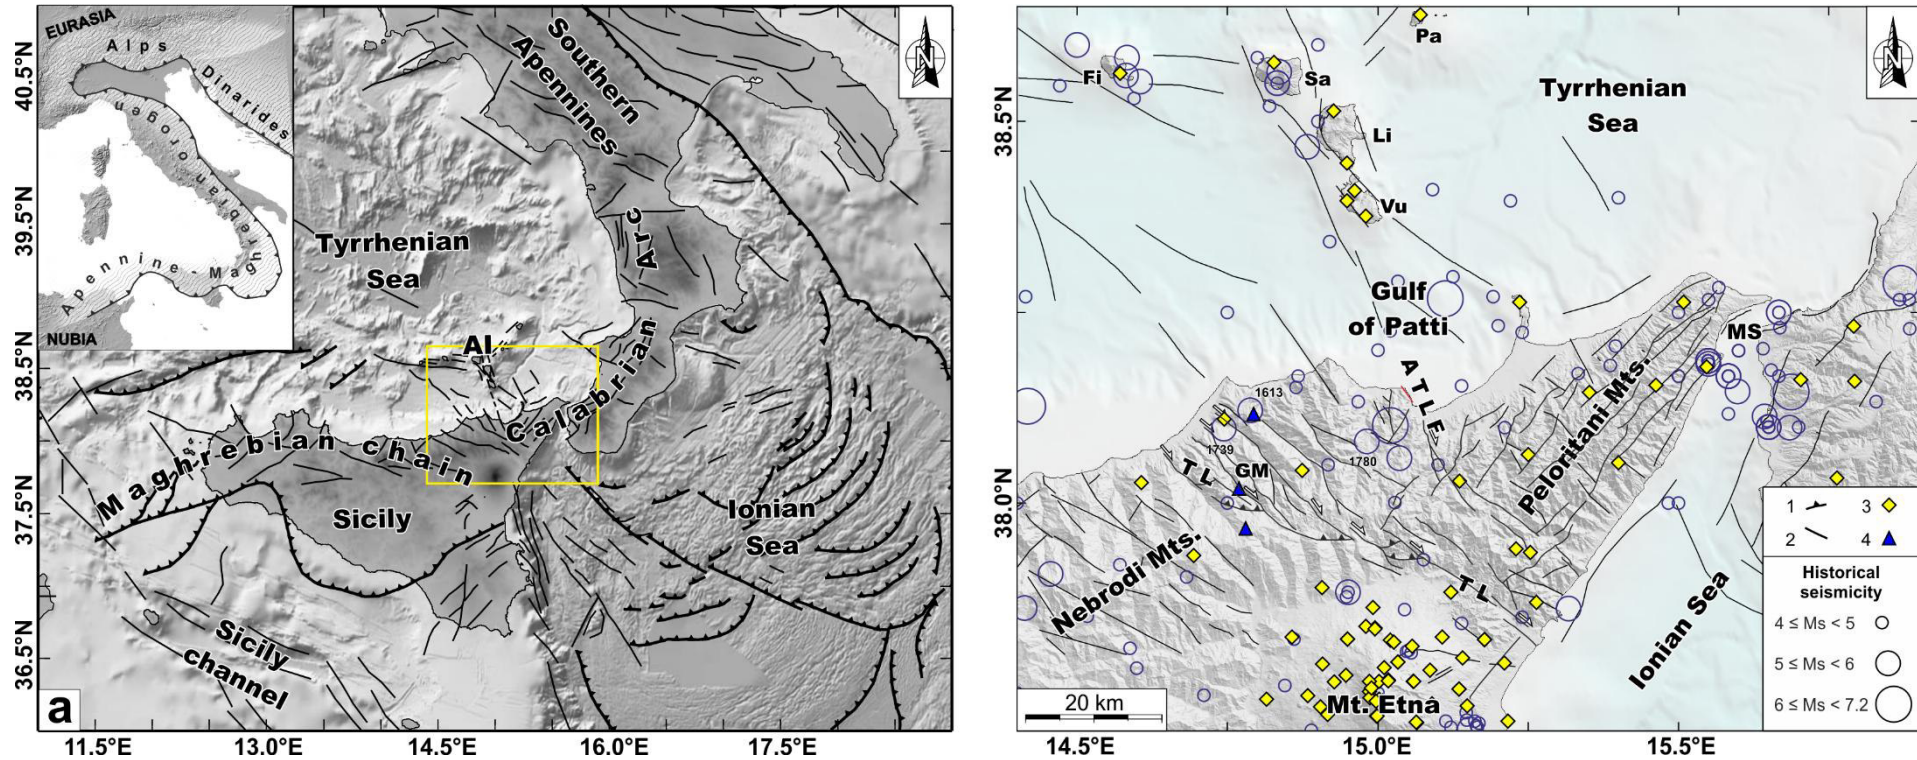 EURASIA
Alps
Dinarides
Apennine-Maghrebian orogen
NUBIA
N
Southern
Apennines
Tyrrhenian
Sea
Calabrian Arc
AI
Maghrebian chain
Sicily
Ionian
Sea
Sicily
channel
a
40.5°N
39.5°N
38.5°N
37.5°N
36.5°N
11.5°E
13.0°E
14.5°E
16.0°E
17.5°E
N
Pa
Fi
Sa
Tyrrhenian
Sea
Li
Vu
Gulf
of Patti
MS
ATLF
1613
1739
1780
TL
GM
Peloritani Mts.
Nebrodi Mts.
TL
Ionian Sea
Mt. Etna
20 km
1
3
2
4
Historical
seismicity
4 ≤ Ms < 5
5 ≤ Ms < 6
6 ≤ Ms < 7.2
38.5°N
38.0°N
14.5°E
15.0°E
15.5°E